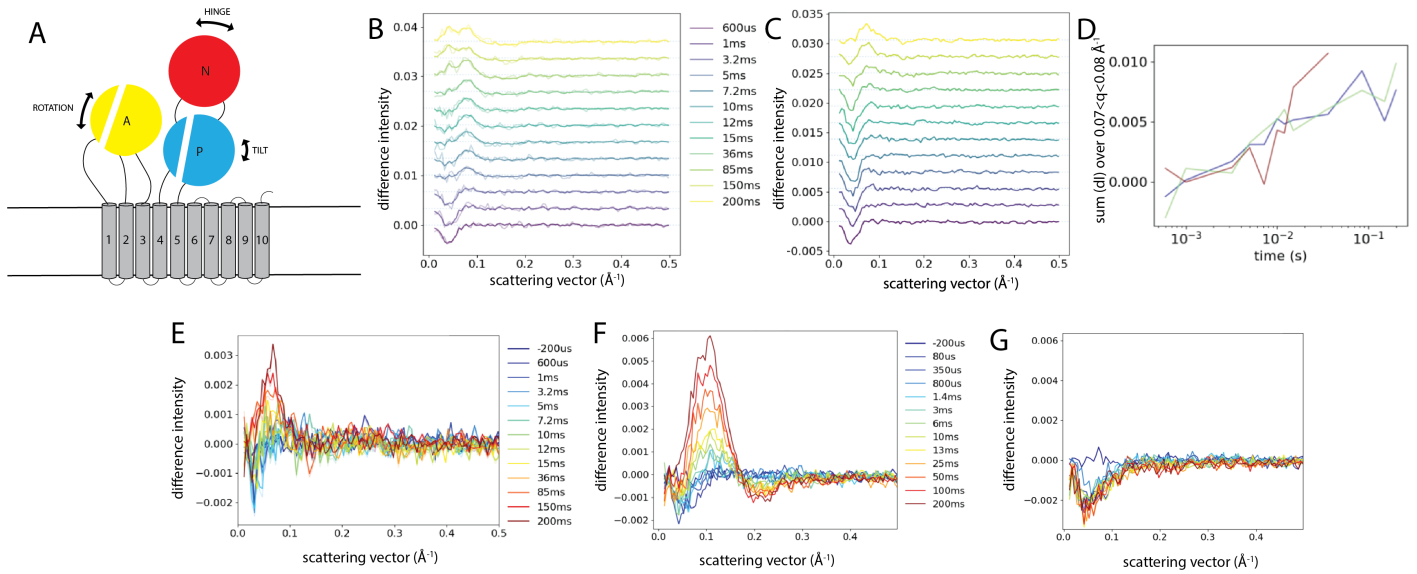 A
HINGE
N
ROTATION
A
P
TILT
1 2 3 4 5 6 7 8 9 10
B
difference intensity
0.04
0.03
0.02
0.01
0.00
0.0 0.1 0.2 0.3 0.4 0.5
scattering vector (Å-1)
600us
1ms
3.2ms
5ms
7.2ms
10ms
12ms
15ms
36ms
85ms
150ms
200ms
C
difference intensity
0.035
0.030
0.025
0.020
0.015
0.010
0.005
0.000
−0.005
0.0 0.1 0.2 0.3 0.4 0.5
scattering vector (Å-1)
D
sum (dI) over 0.07<q<0.08 Å-1
0.010
0.005
0.000
10−3 10−2 10−1
time (s)
E
difference intensity
0.003
0.002
0.001
0.000
−0.001
−0.002
0.0 0.1 0.2 0.3 0.4 0.5
scattering vector (Å-1)
-200us
600us
1ms
3.2ms
5ms
7.2ms
10ms
12ms
15ms
36ms
85ms
150ms
200ms
F
difference intensity
0.006
0.005
0.004
0.003
0.002
0.001
0.000
−0.001
−0.002
0.0 0.1 0.2 0.3 0.4
scattering vector (Å-1)
-200us
80us
350us
800us
1.4ms
3ms
6ms
10ms
13ms
25ms
50ms
100ms
200ms
G
difference intensity
0.006
0.004
0.002
0.000
−0.002
0.0 0.1 0.2 0.3 0.4
scattering vector (Å-1)